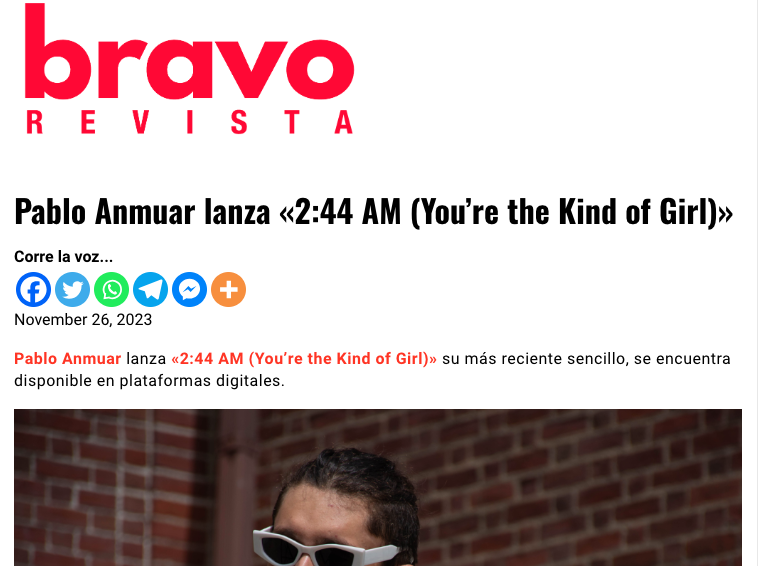 bravo
REVISTA
Pablo Anmuar lanza «2:44 AM (You’re the Kind of Girl)»
Corre la voz...
November 26, 2023
Pablo Anmuar lanza «2:44 AM (You’re the Kind of Girl)» su más reciente sencillo, se encuentra
disponible en plataformas digitales.